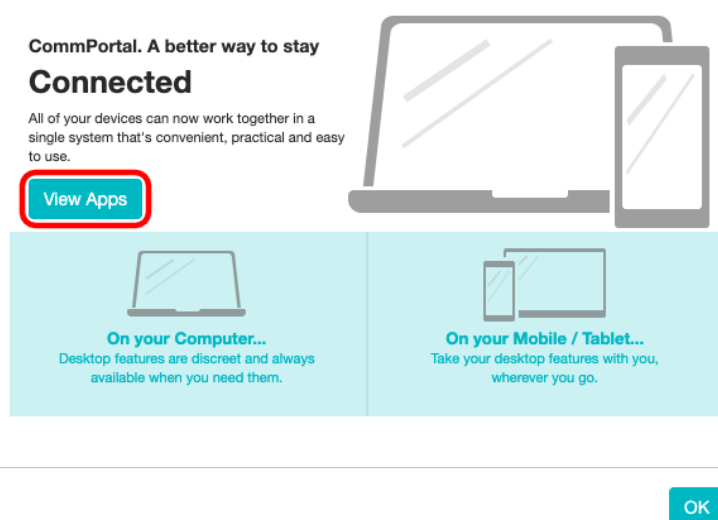 CommPortal. A better way to stay
Connected
All of your devices can now work together in a
single system that's convenient, practical and easy
to use.
View Apps
On your Computer...
Desktop features are discreet and always
available when you need them.
On your Mobile / Tablet...
Take your desktop features with you,
wherever you go.
OK